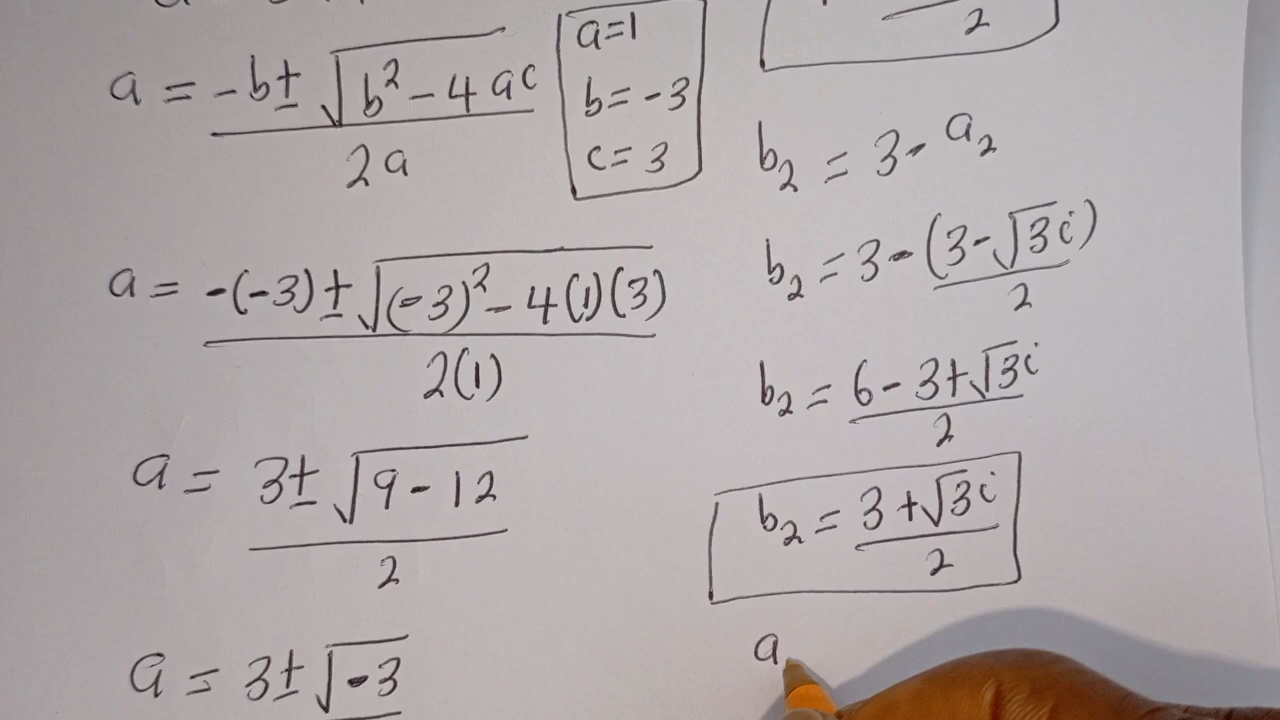 a = -b ± √(b² - 4ac) / 2a
a = 1
b = -3
c = 3
a = -(-3) ± √((-3)² - 4(1)(3)) / 2(1)
a = 3 ± √(9 - 12) / 2
a = 3 ± √-3
2
b₂ = 3 - a₂
b₂ = 3 - (3 - √3i) / 2
b₂ = 6 - 3 + √3i / 2
b₂ = 3 + √3i / 2
a